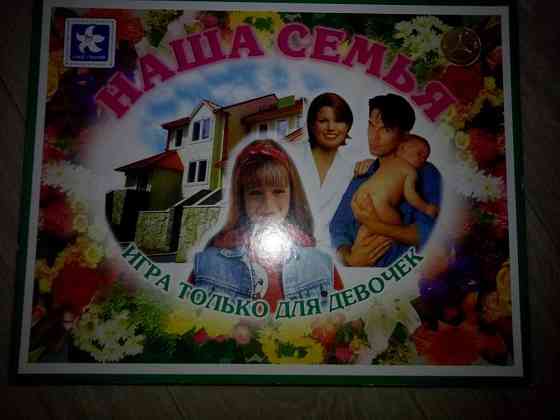 НАША СЕМЬЯ
ИГРА ТОЛЬКО ДЛЯ ДЕВОЧЕК